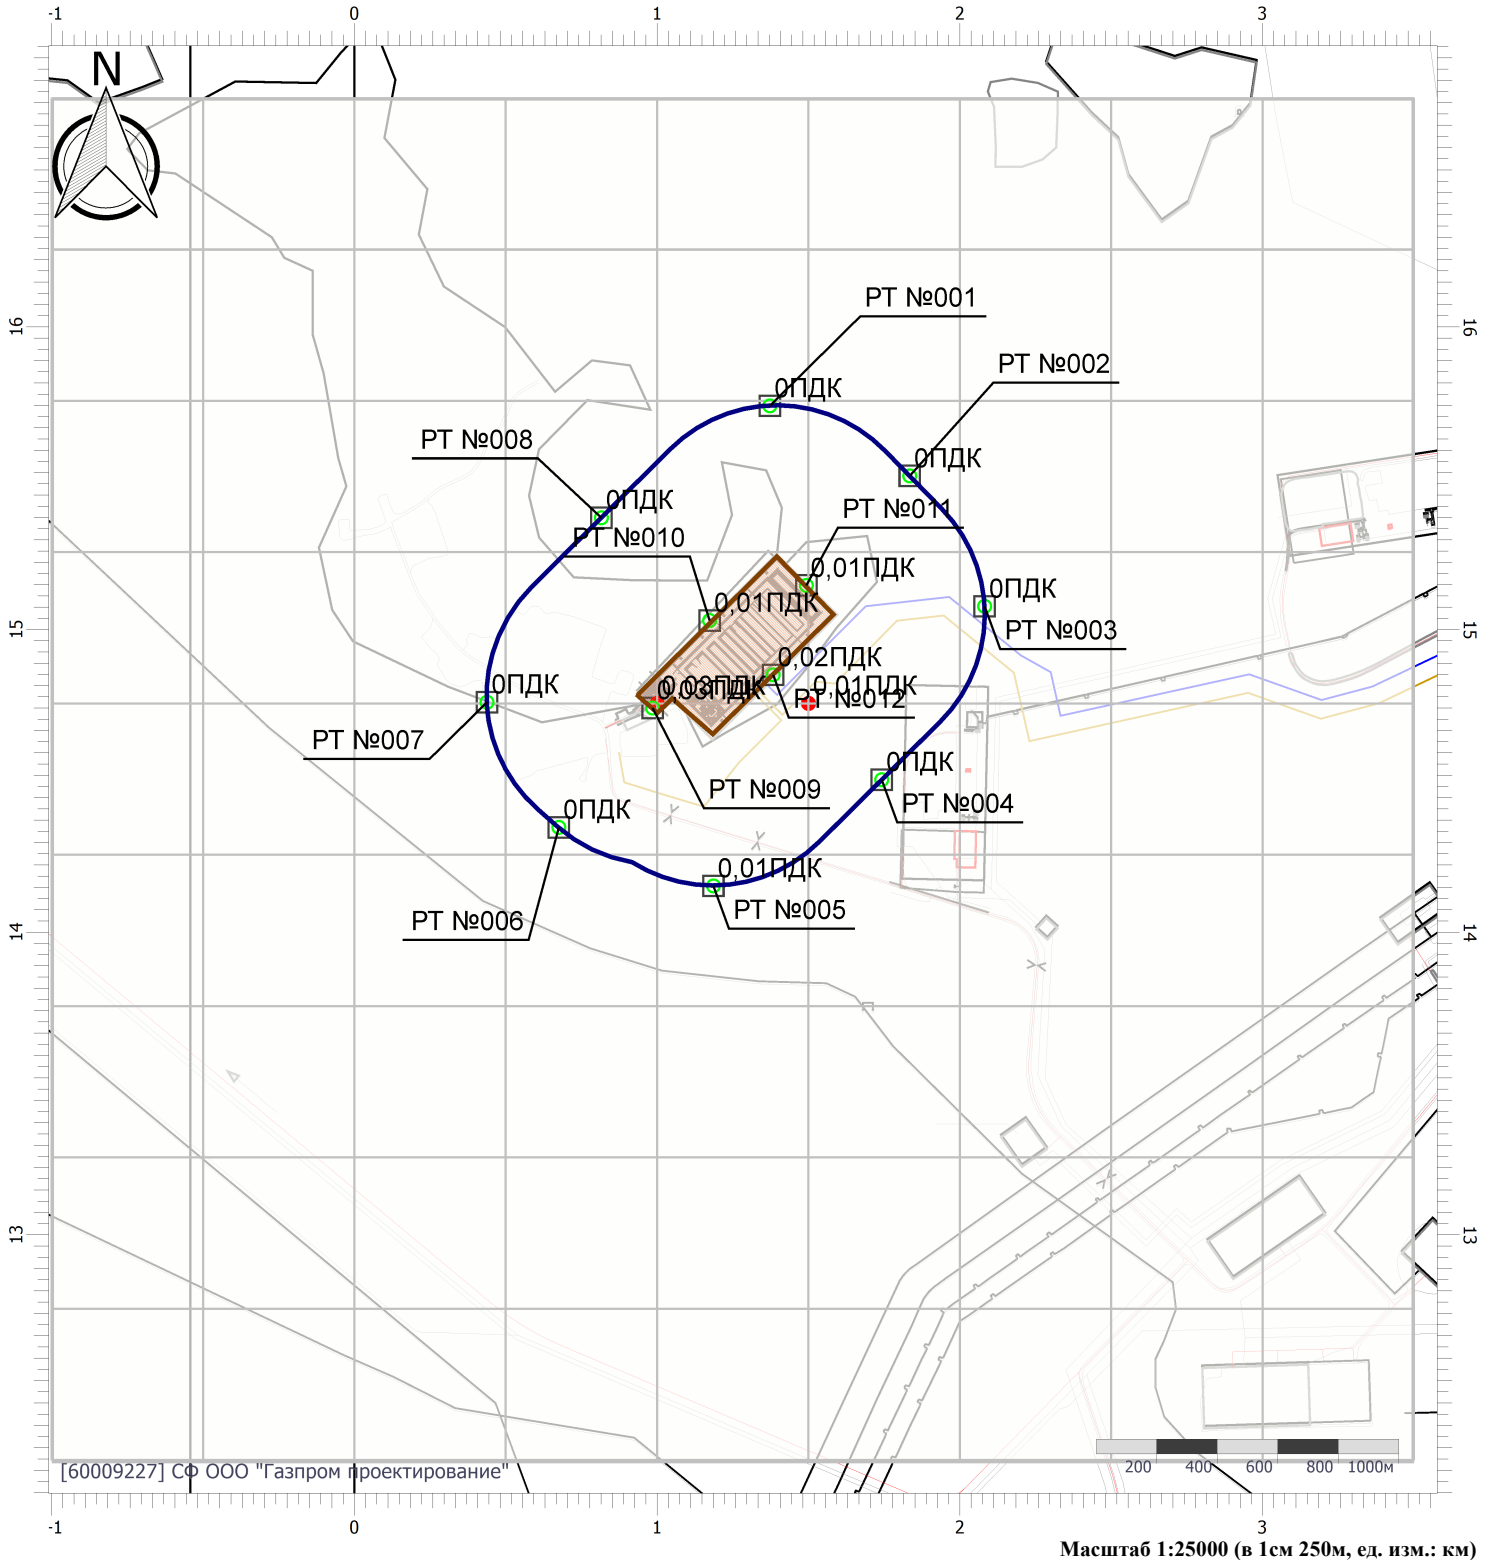 -1 0 1 2 3
N
16 16
РТ №001
РТ №002
0ПДК
РТ №008
0ПДК
0ПДК
РТ №011
РТ №010
0,01ПДК
0ПДК
0,01ПДК
15 15
РТ №003
0,02ПДК
0ПДК
0,03ПДК
0,01ПДК
0,03ПДК
РТ №012
РТ №007
0ПДК
РТ №009
РТ №004
0ПДК
0,01ПДК
РТ №005
РТ №006
14 14
13 13
200 400 600 800 1000м
[60009227] СФ ООО "Газпром проектирование"
-1 0 1 2 3
Масштаб 1:25000 (в 1см 250м, ед. изм.: км)